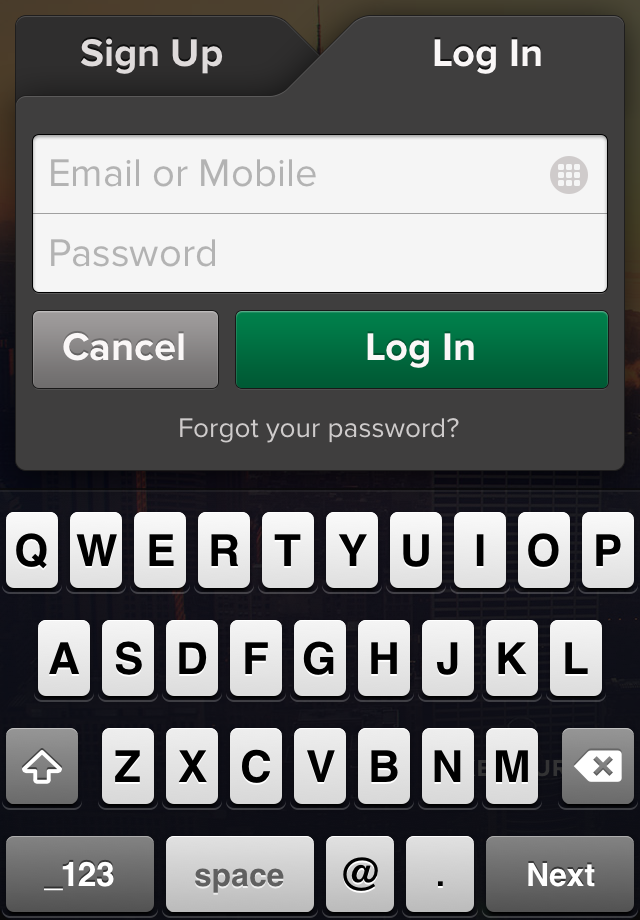 Sign Up Log In
Email or Mobile
Password
Cancel Log In
Forgot your password?
Q W E R T Y U I O P
A S D F G H J K L
Z X C V B N M
_123 space @ . Next